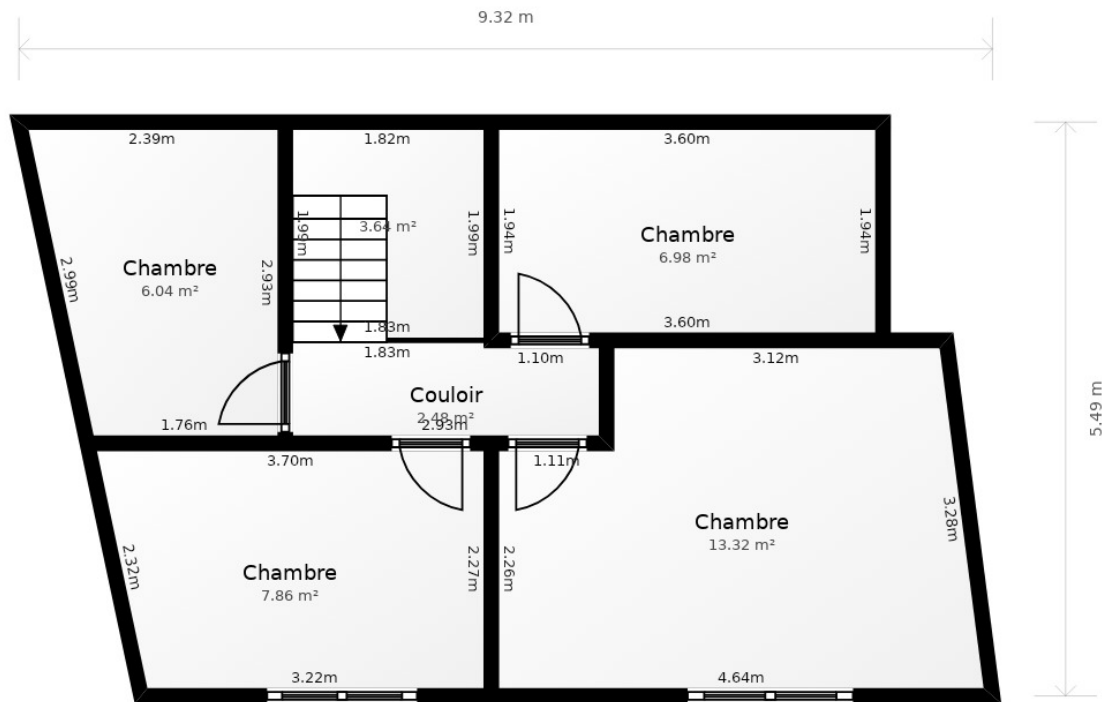 9.32 m
2.39m
1.82m
3.60m
1.99m
3.64 m²
1.99m
1.94m
1.94m
Chambre
6.98 m²
Chambre
6.04 m²
2.99m
2.93m
1.83m
3.60m
1.83m
1.10m
3.12m
Couloir
2.48 m²
2.93m
1.76m
5.49 m
3.70m
1.11m
Chambre
13.32 m²
3.28m
Chambre
7.86 m²
2.32m
2.27m
2.26m
3.22m
4.64m